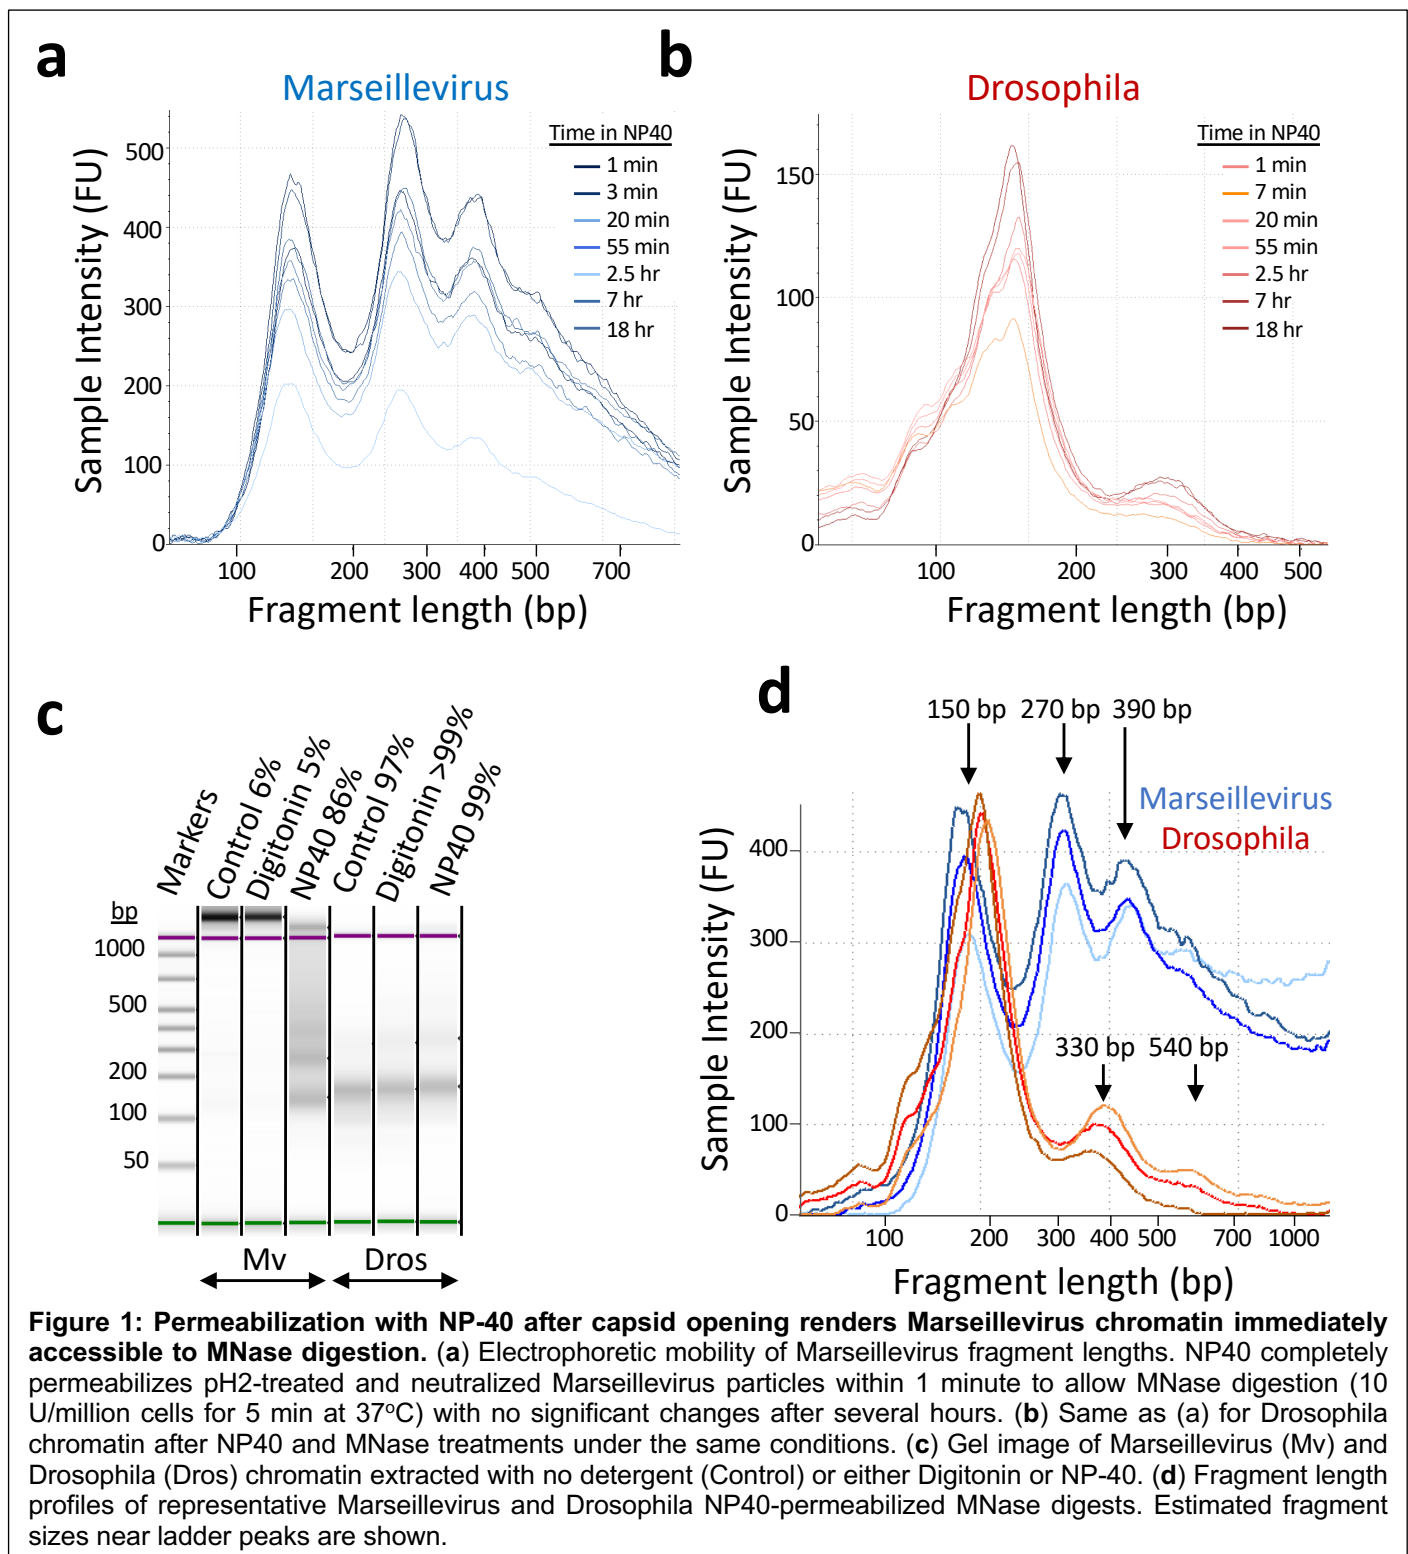 a
Marseillevirus
Sample Intensity (FU)
500
400
300
200
100
0
Time in NP40
1 min
3 min
20 min
55 min
2.5 hr
7 hr
18 hr
100 200 300 400 500 700
Fragment length (bp)
b
Drosophila
Sample Intensity (FU)
150
100
50
0
Time in NP40
1 min
7 min
20 min
55 min
2.5 hr
7 hr
18 hr
100 200 300 400 500
Fragment length (bp)
c
Markers
Control 6%
Digitonin 5%
NP40 86%
Control 97%
Digitonin >99%
NP40 99%
bp
1000
500
200
100
50
Mv Dros
d
150 bp 270 bp 390 bp
Marseillevirus
Drosophila
Sample Intensity (FU)
400
300
200
100
0
330 bp 540 bp
100 200 300 400 500 700 1000
Fragment length (bp)
Figure 1: Permeabilization with NP-40 after capsid opening renders Marseillevirus chromatin immediately
accessible to MNase digestion. (a) Electrophoretic mobility of Marseillevirus fragment lengths. NP40 completely
permeabilizes pH2-treated and neutralized Marseillevirus particles within 1 minute to allow MNase digestion (10
U/million cells for 5 min at 37°C) with no significant changes after several hours. (b) Same as (a) for Drosophila
chromatin after NP40 and MNase treatments under the same conditions. (c) Gel image of Marseillevirus (Mv) and
Drosophila (Dros) chromatin extracted with no detergent (Control) or either Digitonin or NP-40. (d) Fragment length
profiles of representative Marseillevirus and Drosophila NP40-permeabilized MNase digests. Estimated fragment
sizes near ladder peaks are shown.